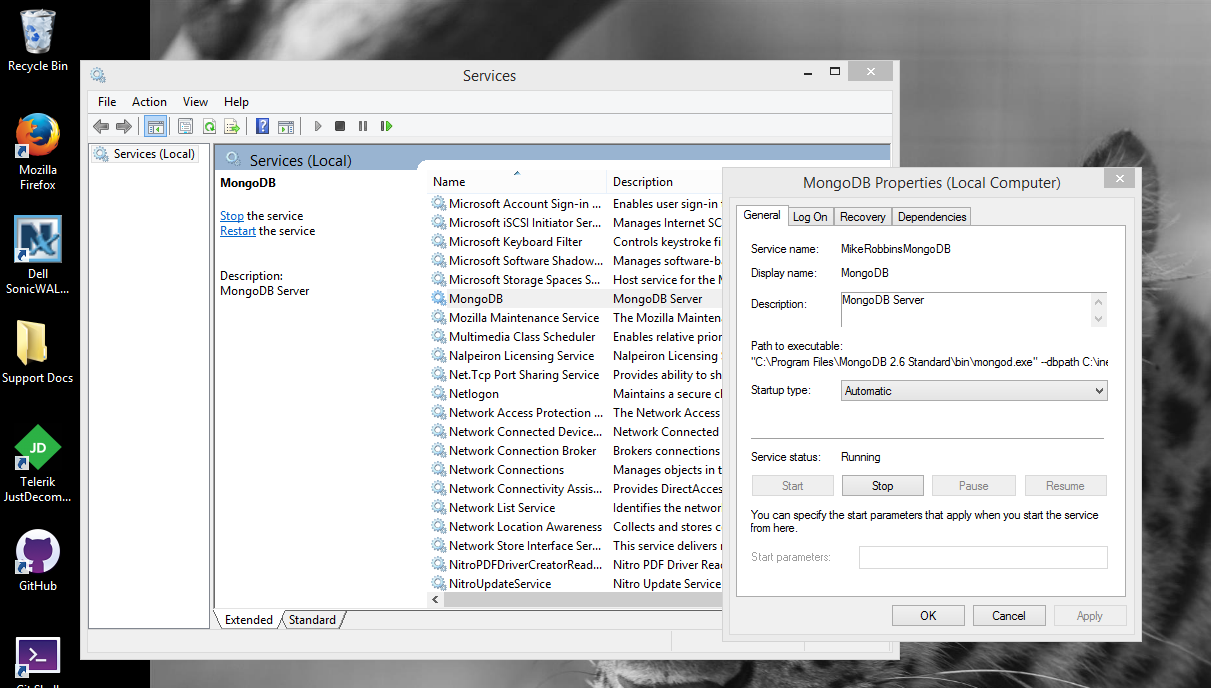 Recycle Bin
Mozilla
Firefox
Dell
SonicWAL...
Support Docs
JD
Telerik
JustDecom...
GitHub
Services
File Action View Help
Services (Local)
Services (Local)
MongoDB
Stop the service
Restart the service
Description:
MongoDB Server
Name Description
Microsoft Account Sign-in ... Enables user sign-in
Microsoft iSCSI Initiator Ser... Manages Internet SC
Microsoft Keyboard Filter Controls keystroke fi
Microsoft Software Shadow... Manages software-b
Microsoft Storage Spaces S... Host service for the
MongoDB MongoDB Server
Mozilla Maintenance Service The Mozilla Mainten
Multimedia Class Scheduler Enables relative prior
Nalpeiron Licensing Service Nalpeiron Licensing
Net.Tcp Port Sharing Service Provides ability to sh
Netlogon Maintains a secure cl
Network Access Protection ... The Network Access
Network Connected Device... Network Connected
Network Connection Broker Brokers connections
Network Connections Manages objects in t
Network Connectivity Assis... Provides DirectAcces
Network List Service Identifies the networ
Network Location Awareness Collects and stores c
Network Store Interface Ser... This service delivers
NitroPDFDriverCreatorRead... Nitro PDF Driver Rea
NitroUpdateService Nitro Update Service
Extended Standard
MongoDB Properties (Local Computer)
General Log On Recovery Dependencies
Service name: MikeRobbinsMongoDB
Display name: MongoDB
Description: MongoDB Server
Path to executable:
"C:\Program Files\MongoDB 2.6 Standard\bin\mongod.exe" --dbpath C:\ine
Startup type: Automatic
Service status: Running
Start Stop Pause Resume
You can specify the start parameters that apply when you start the service
from here.
Start parameters:
OK Cancel Apply